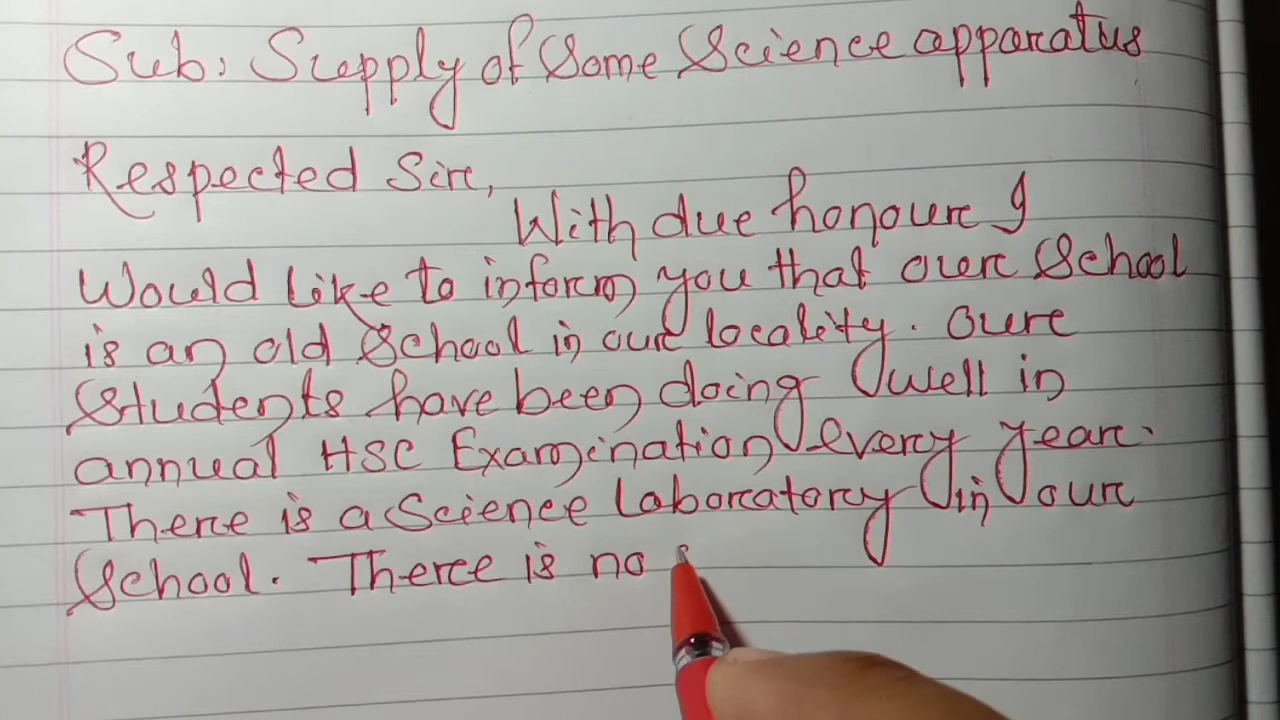 Sub: Supply of Some Science apparatus
Respected Sir,
With due honour I
Would like to inform you that our School
is an old School in our locality. Our
Students have been doing well in
annual HSC Examination every year.
There is a Science laboratory in our
School. There is no